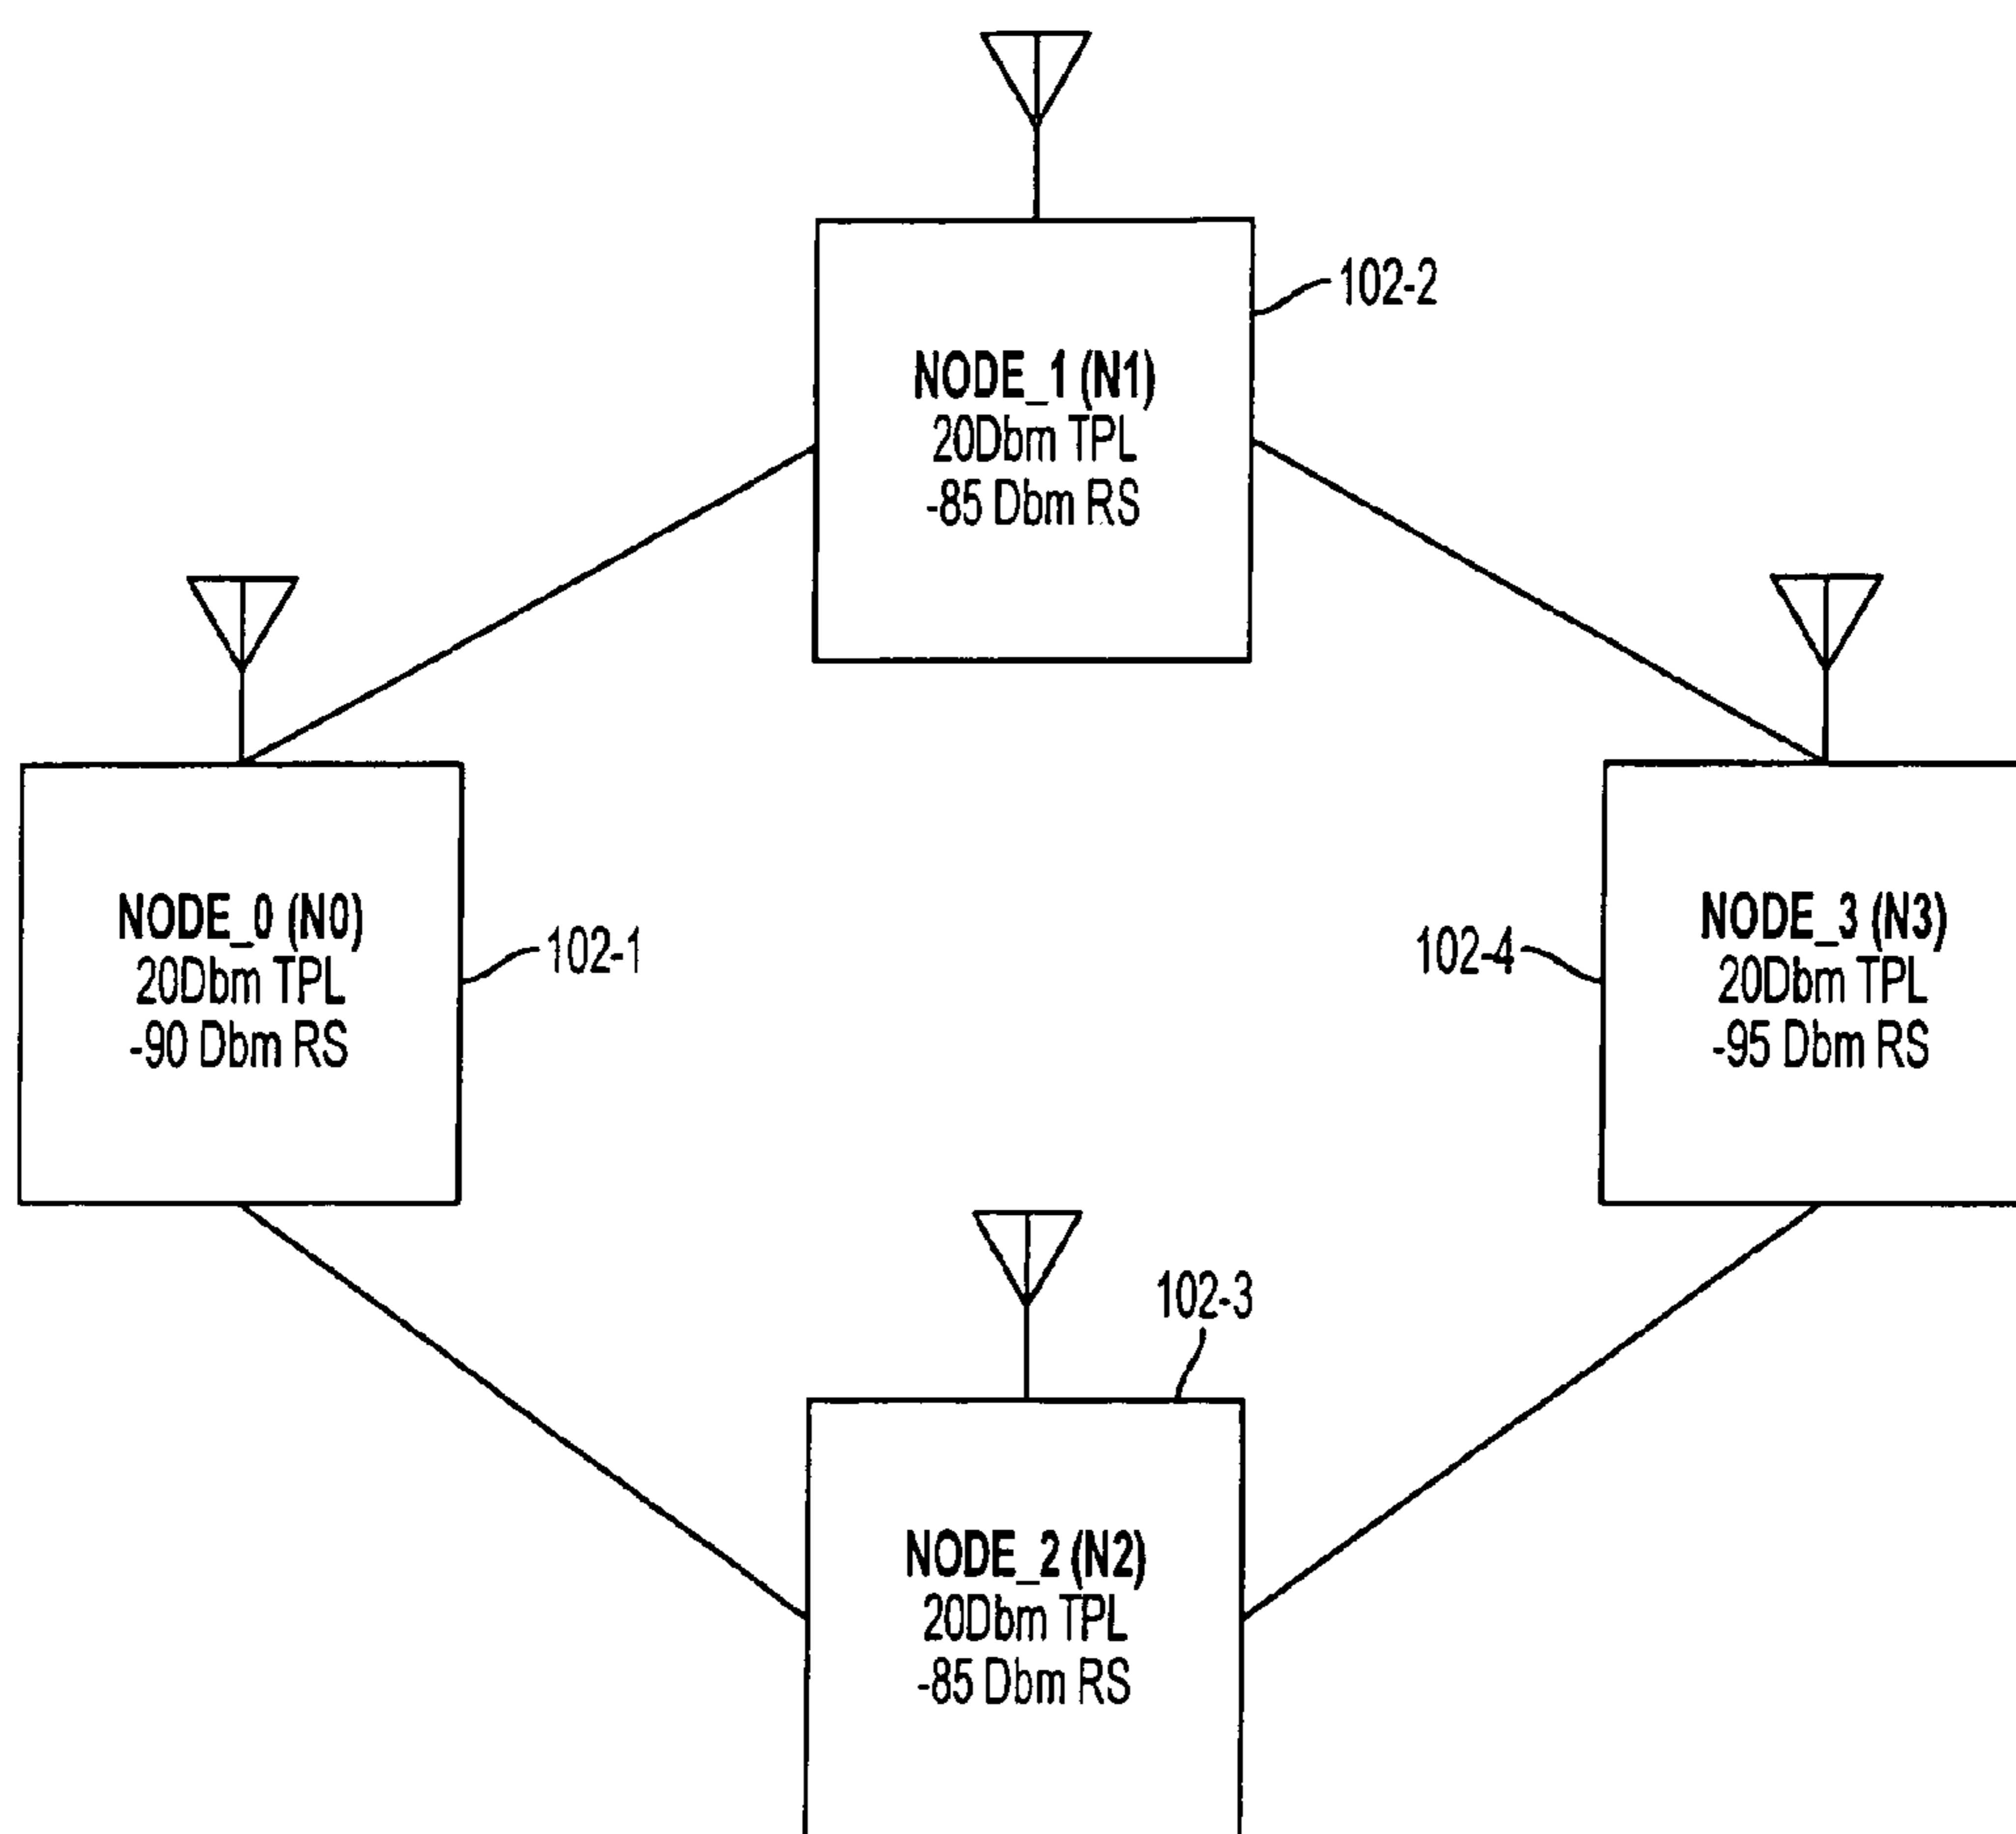 102-2
NODE_1 (N1)
20Dbm TPL
-85 Dbm RS
NODE_0 (N0)
20Dbm TPL
-90 Dbm RS
102-1
102-4
NODE_3 (N3)
20Dbm TPL
-95 Dbm RS
102-3
NODE_2 (N2)
20Dbm TPL
-85 Dbm RS